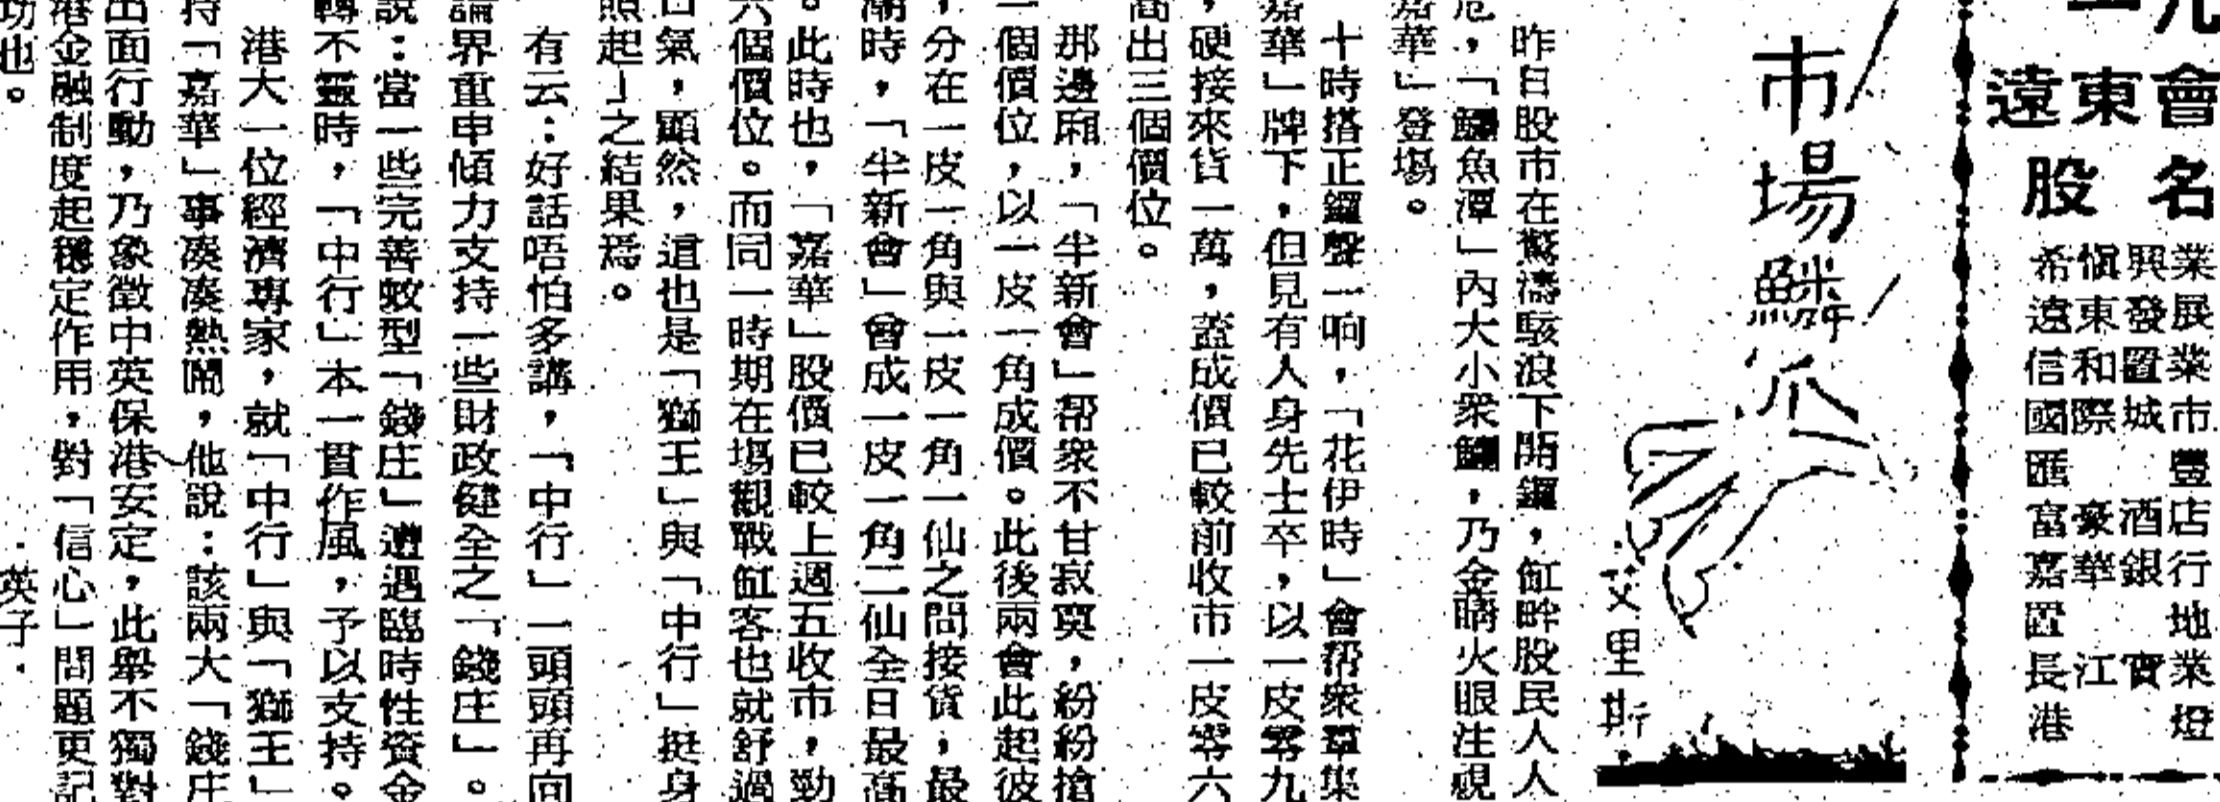 九一
會東遠
名股
業展業市豐店行地業燈
興發置城 酒銀 寶
愼東和際 豪華 江
希遠信國匯富嘉置長港
市場鱗爪
艾里斯
昨日股市在驚濤駭浪下開鑼，缸畔股民人人
危，「鱷魚潭」內大小衆鱷，乃金睛火眼注視
嘉華」登場。
十時搭正鑼聲一响，「花伊時」會帮衆羣集
嘉華」牌下，但見有人身先士卒，以一皮零九
，硬接來貨一萬，蓋成價已較前收市一皮零六
高出三個價位。
那邊廂，「半新會」帮衆不甘寂寞，紛紛搶
一個價位，以一皮一角成價。此後兩會此起彼
，分在一皮一角與一皮一角一仙之間接貨，最
潮時，「半新會」曾成一皮一角二仙全日最高
。此時也，「嘉華」股價已較上週五收市，勁
六個價位。而同一時期在場觀戰缸客也就舒過
口氣，顯然，這也是「獅王」與「中行」挺身
照起」之結果焉。
有云：好話唔怕多講，「中行」一頭頭再向
論界重申傾力支持一些財政健全之「錢庄」。
說：當一些完善蚊型「錢庄」遭遇臨時性資金
轉不靈時，「中行」本一貫作風，予以支持。
港大一位經濟專家，就「中行」與「獅王」
持「嘉華」事凑凑熱鬧，他說：該兩大「錢庄
出面行動，乃象徵中英保港安定，此舉不獨對
港金融制度起穩定作用，對「信心」問題更記
功也。 ·英子·